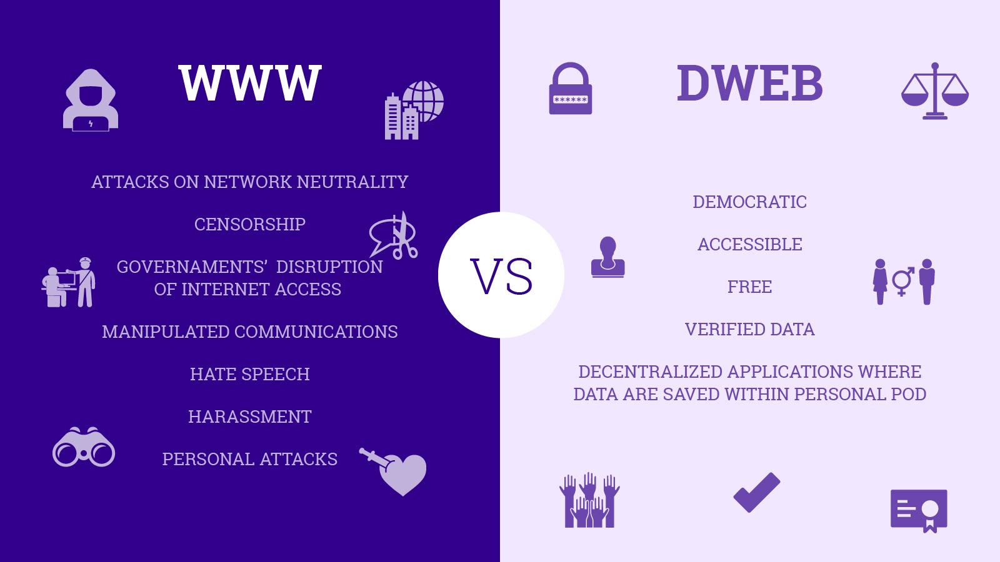 WWW
ATTACKS ON NETWORK NEUTRALITY
CENSORSHIP
GOVERNAMENTS’ DISRUPTION
OF INTERNET ACCESS
MANIPULATED COMMUNICATIONS
HATE SPEECH
HARASSMENT
PERSONAL ATTACKS
VS
******
DWEB
DEMOCRATIC
ACCESSIBLE
FREE
VERIFIED DATA
DECENTRALIZED APPLICATIONS WHERE
DATA ARE SAVED WITHIN PERSONAL POD